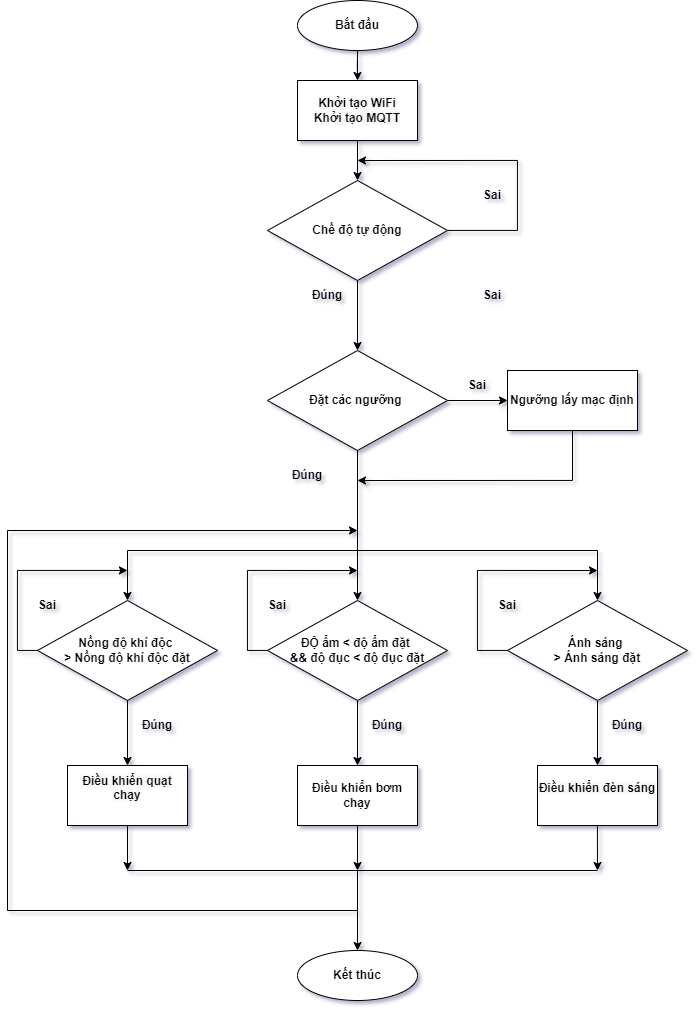 Bắt đầu
Khởi tạo WiFi
Khởi tạo MQTT
Sai
Chế độ tự động
Đúng
Sai
Đặt các ngưỡng
Sai
Ngưỡng lấy mạc định
Đúng
Sai
Sai
Sai
Nồng độ khí độc
> Nồng độ khí độc đặt
ĐỘ ẩm < độ ẩm đặt
&& độ đục < độ đục đặt
Ánh sáng
> Ánh sáng đặt
Đúng
Đúng
Đúng
Điều khiển quạt
chạy
Điều khiển bơm
chạy
Điều khiển đèn sáng
Kết thúc